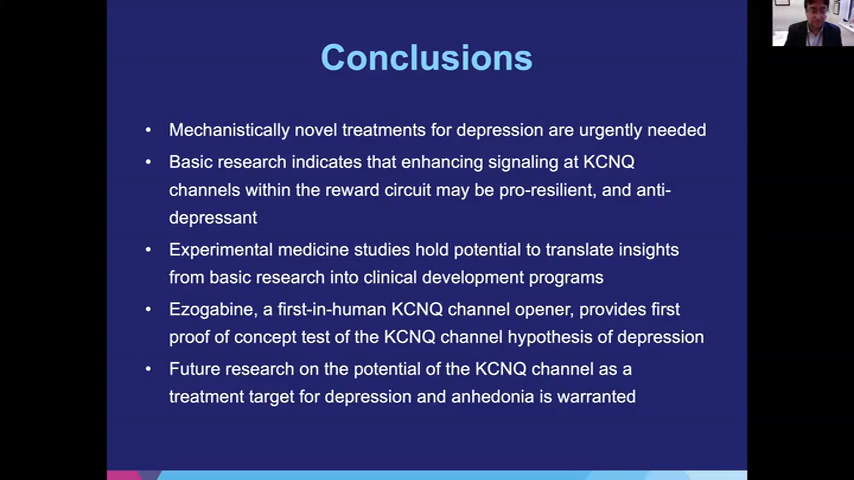 Conclusions
• Mechanistically novel treatments for depression are urgently needed
• Basic research indicates that enhancing signaling at KCNQ
channels within the reward circuit may be pro-resilient, and anti-
depressant
• Experimental medicine studies hold potential to translate insights
from basic research into clinical development programs
• Ezogabine, a first-in-human KCNQ channel opener, provides first
proof of concept test of the KCNQ channel hypothesis of depression
• Future research on the potential of the KCNQ channel as a
treatment target for depression and anhedonia is warranted